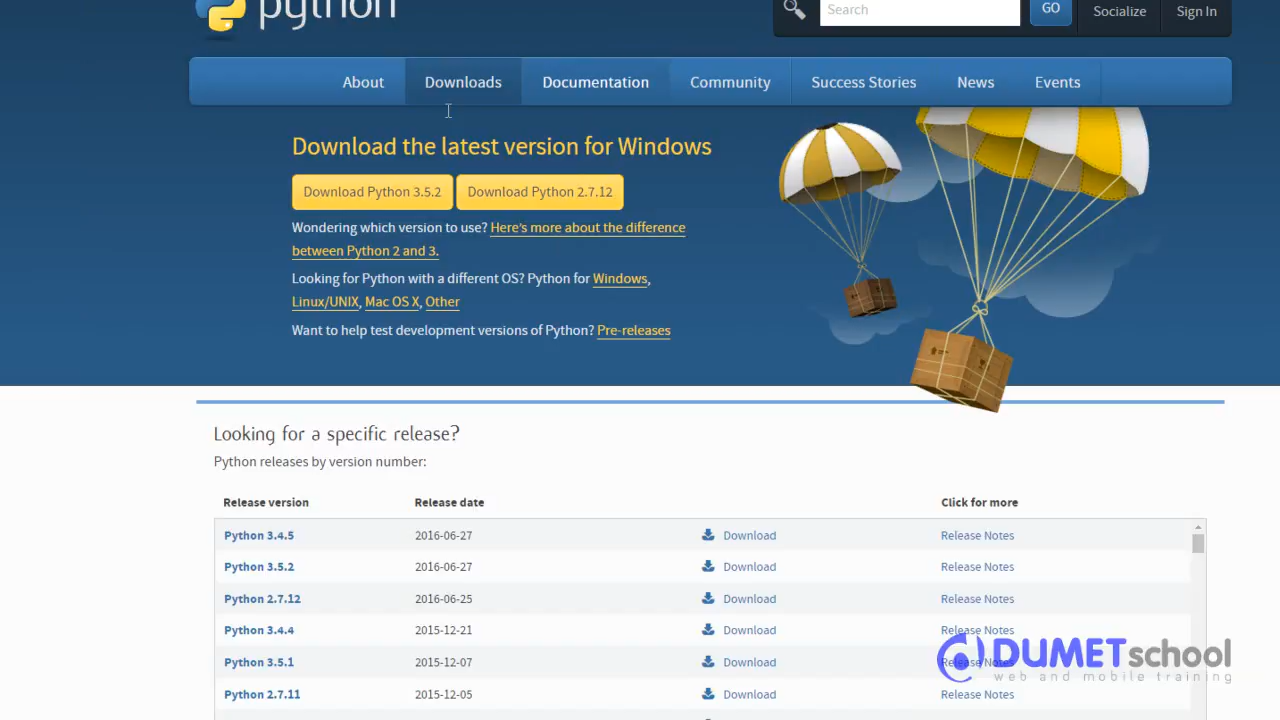 python
Search
GO
Socialize
Sign In
About
Downloads
Documentation
Community
Success Stories
News
Events
Download the latest version for Windows
Download Python 3.5.2
Download Python 2.7.12
Wondering which version to use? Here's more about the difference
between Python 2 and 3.
Looking for Python with a different OS? Python for Windows,
Linux/UNIX, Mac OS X, Other
Want to help test development versions of Python? Pre-releases
Looking for a specific release?
Python releases by version number:
Release version Release date Click for more
Python 3.4.5 2016-06-27 Download Release Notes
Python 3.5.2 2016-06-27 Download Release Notes
Python 2.7.12 2016-06-25 Download Release Notes
Python 3.4.4 2015-12-21 Download Release Notes
Python 3.5.1 2015-12-07 Download Release Notes
Python 2.7.11 2015-12-05 Download Release Notes
DUMETschool
web and mobile training